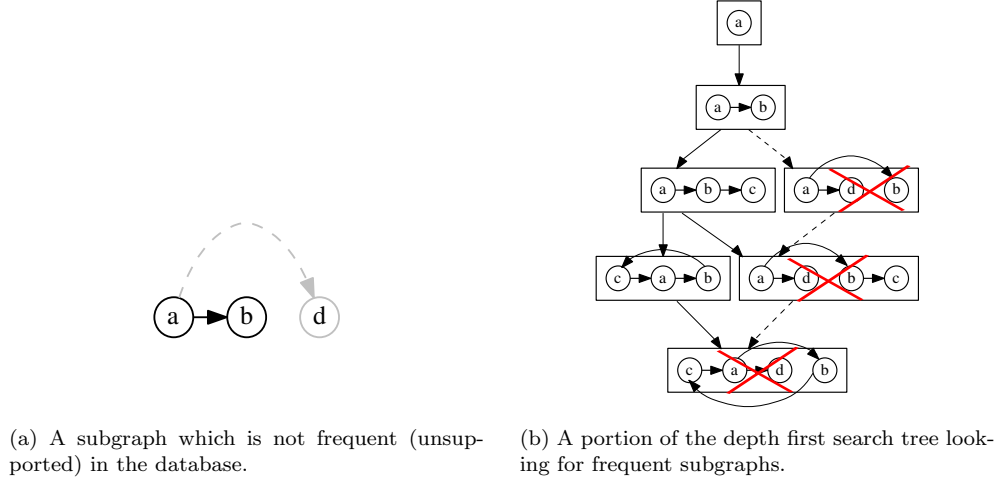 a
a b
a b c a d b
a b d
c a b a d b c
c a d b
(a) A subgraph which is not frequent (unsup-
ported) in the database.
(b) A portion of the depth first search tree look-
ing for frequent subgraphs.